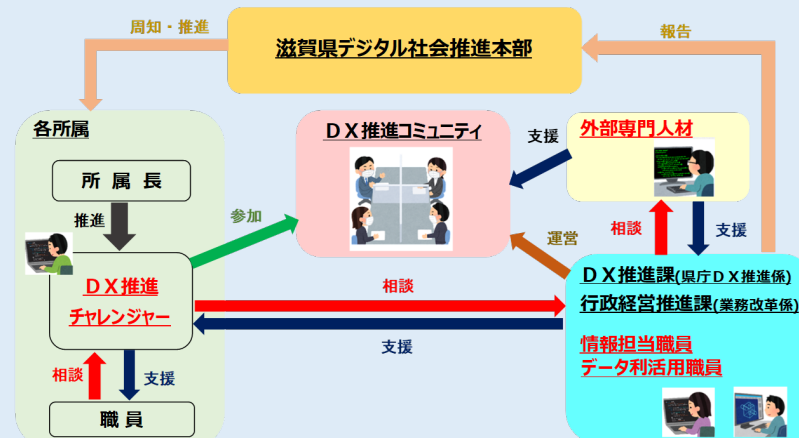 周知・推進
滋賀県デジタル社会推進本部
報告
各所属
所属長
推進
ＤＸ推進
チャレンジャー
相談
支援
職員
参加
ＤＸ推進コミュニティ
支援
外部専門人材
相談
支援
運営
相談
支援
ＤＸ推進課(県庁ＤＸ推進係)
行政経営推進課(業務改革係)
情報担当職員
データ利活用職員